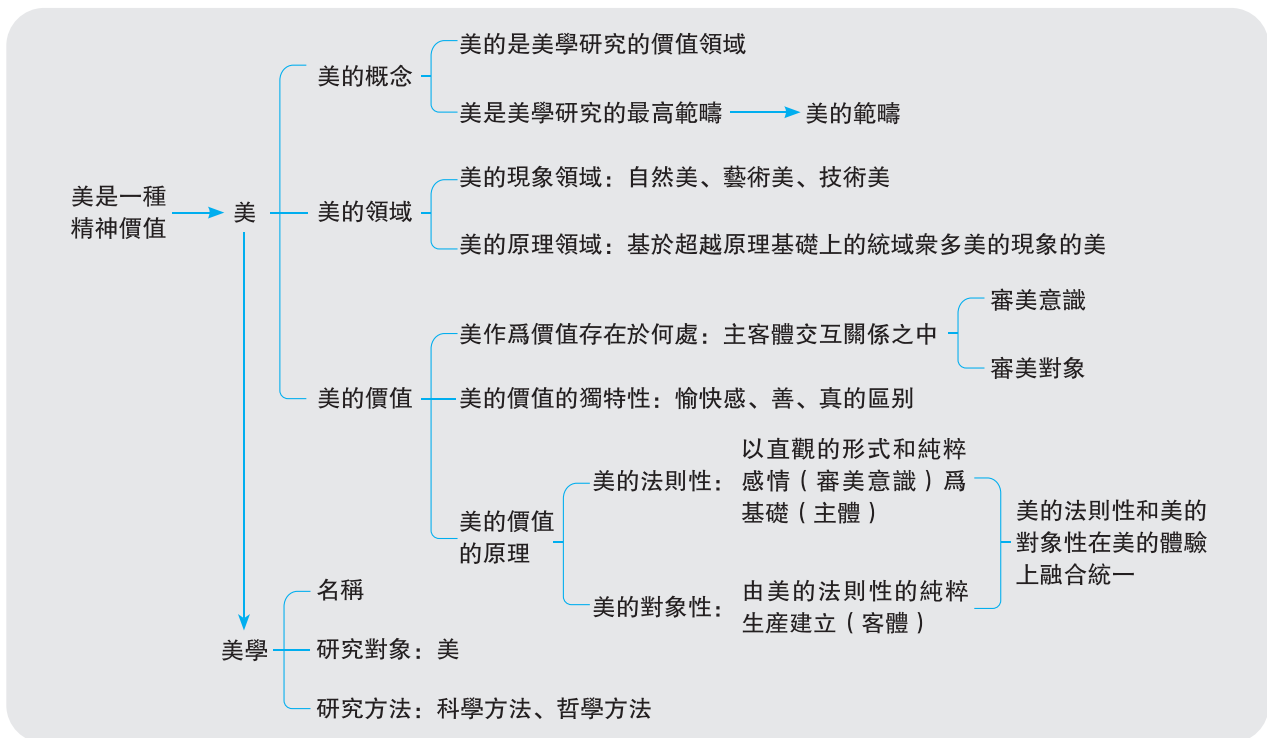 美是一種
精神價值
美
美的概念
美的是美學研究的價值領域
美是美學研究的最高範疇
美的範疇
美的領域
美的現象領域：自然美、藝術美、技術美
美的原理領域：基於超越原理基礎上的統域衆多美的現象的美
美的價值
美作爲價值存在於何處：主客體交互關係之中
審美意識
審美對象
美的價值的獨特性：愉快感、善、真的區别
美的價值
的原理
美的法則性：
以直觀的形式和純粹
感情（審美意識）爲
基礎（主體）
美的對象性：
由美的法則性的純粹
生産建立（客體）
美的法則性和美的
對象性在美的體驗
上融合統一
美學
名稱
研究對象：美
研究方法：科學方法、哲學方法